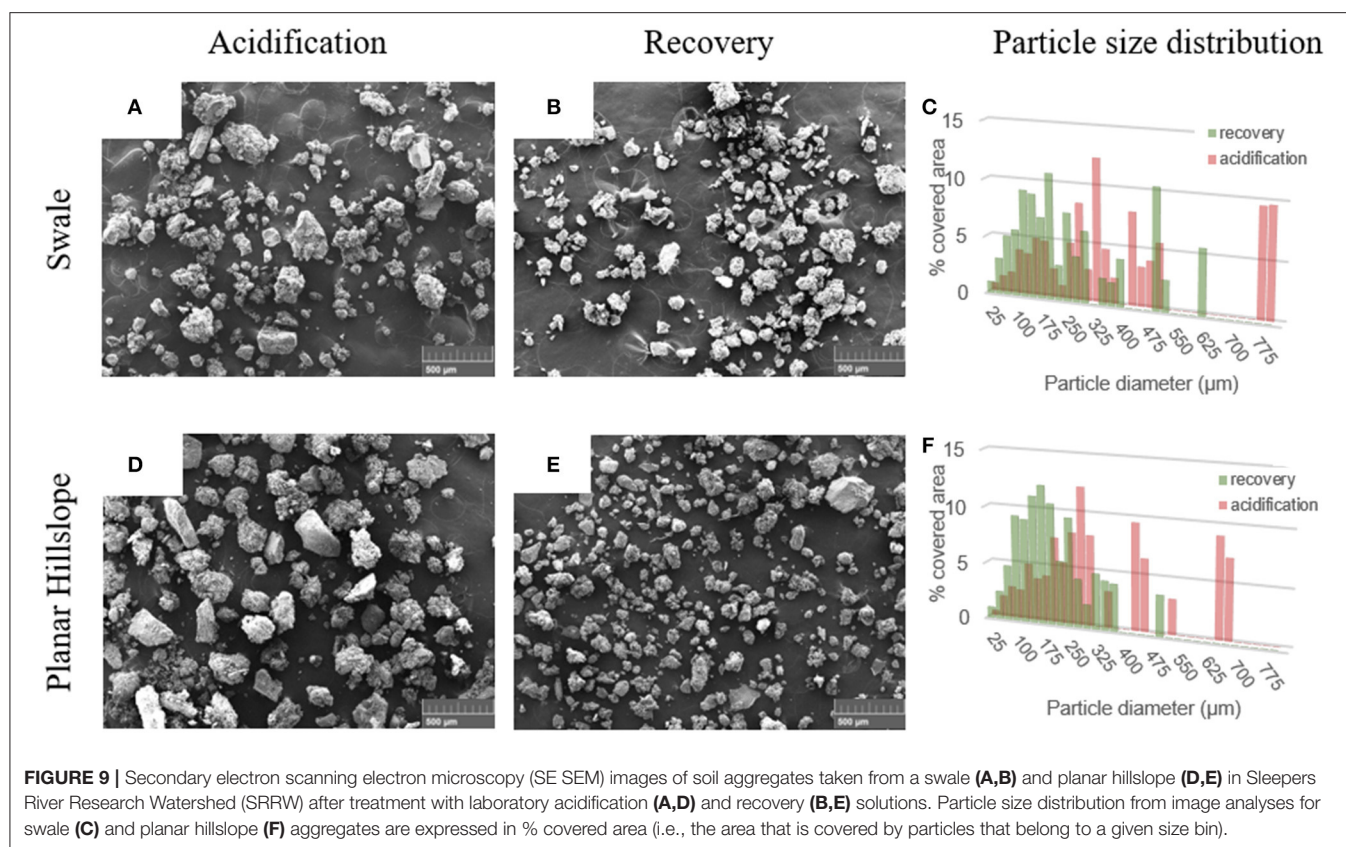 Acidification
Recovery
Particle size distribution
Swale
A
500 µm
B
500 µm
C
recovery
acidification
% covered area
15
10
5
0
25
100
175
250
325
400
475
550
625
700
775
Particle diameter (µm)
Planar Hillslope
D
500 µm
E
500 µm
F
recovery
acidification
% covered area
15
10
5
0
25
100
175
250
325
400
475
550
625
700
775
Particle diameter (µm)
FIGURE 9 | Secondary electron scanning electron microscopy (SE SEM) images of soil aggregates taken from a swale (A,B) and planar hillslope (D,E) in Sleepers
River Research Watershed (SRRW) after treatment with laboratory acidification (A,D) and recovery (B,E) solutions. Particle size distribution from image analyses for
swale (C) and planar hillslope (F) aggregates are expressed in % covered area (i.e., the area that is covered by particles that belong to a given size bin).